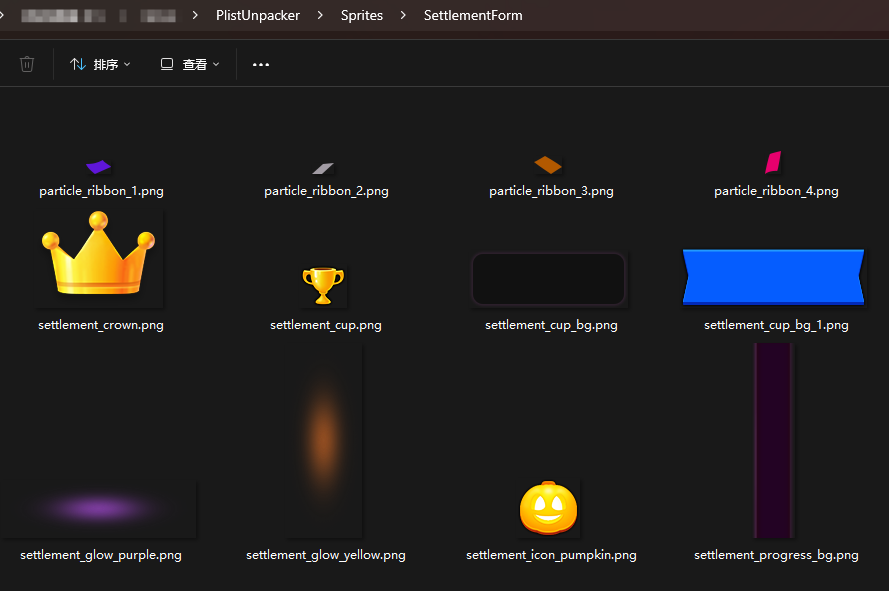 PlistUnpacker > Sprites > SettlementForm
排序 查看
particle_ribbon_1.png particle_ribbon_2.png particle_ribbon_3.png particle_ribbon_4.png
settlement_crown.png settlement_cup.png settlement_cup_bg.png settlement_cup_bg_1.png
settlement_glow_purple.png settlement_glow_yellow.png settlement_icon_pumpkin.png settlement_progress_bg.png